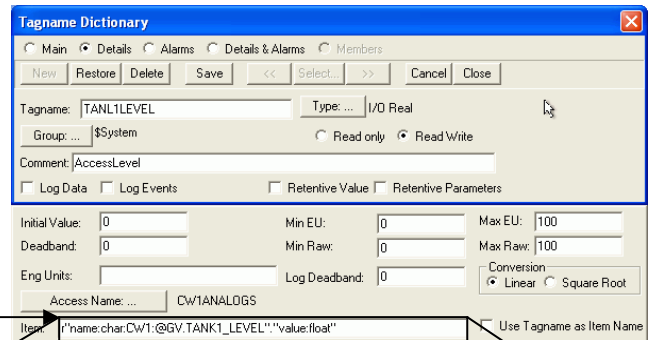 Tagname Dictionary
Main Details Alarms Details & Alarms Members
New Restore Delete Save << Select... >> Cancel Close
Tagname: TANL1LEVEL Type: ... I/O Real
Group: ... $System Read only Read Write
Comment: AccessLevel
Log Data Log Events Retentive Value Retentive Parameters
Initial Value: 0 Min EU: 0 Max EU: 100
Deadband: 0 Min Raw: 0 Max Raw: 100
Eng Units: Log Deadband: 0 Conversion
Linear Square Root
Access Name: ... CW1ANALOGS
Item: r"name:char:CW1:@GV.TANK1_LEVEL"."value:float" Use Tagname as Item Name